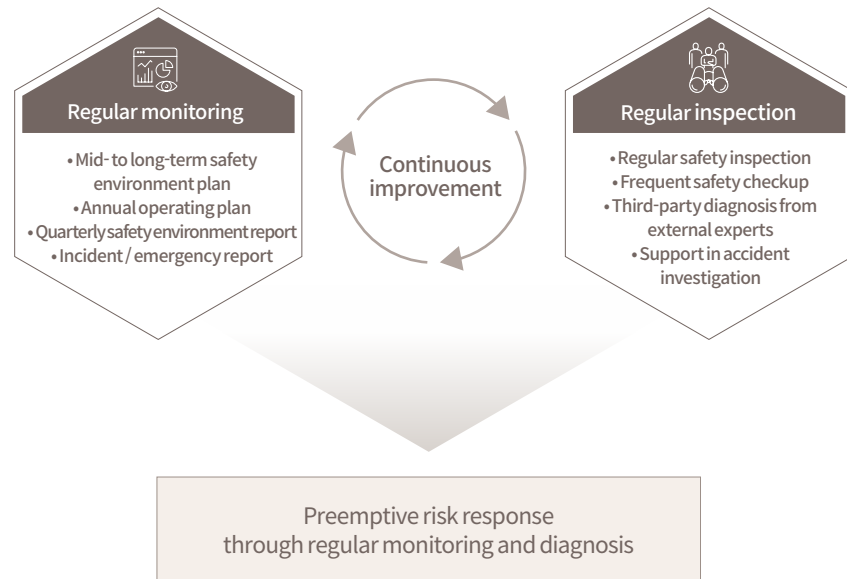 Regular monitoring
• Mid- to long-term safety
environment plan
• Annual operating plan
• Quarterly safety environment report
• Incident / emergency report
Continuous
improvement
Regular inspection
• Regular safety inspection
• Frequent safety checkup
• Third-party diagnosis from
external experts
• Support in accident
investigation
Preemptive risk response
through regular monitoring and diagnosis